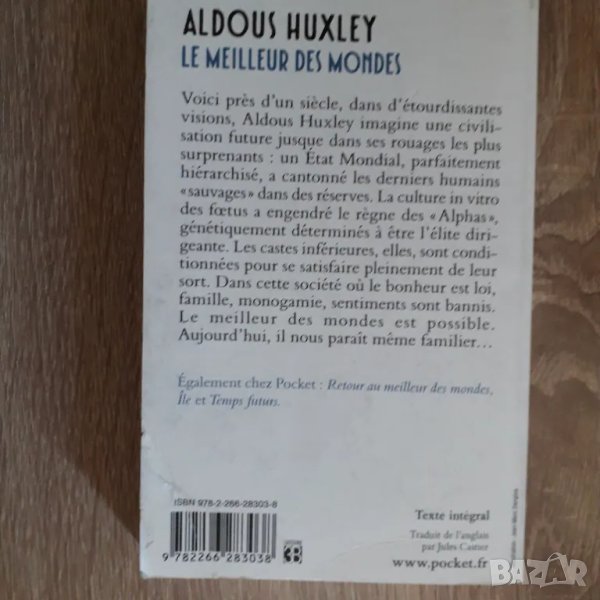 ALDOUS HUXLEY
LE MEILLEUR DES MONDES
Voici près d'un siècle, dans d'étourdissantes
visions, Aldous Huxley imagine une civili-
sation future jusque dans ses rouages les plus
surprenants : un État Mondial, parfaitement
hiérarchisé, a cantonné les derniers humains
« sauvages » dans des réserves. La culture in vitro
des fœtus a engendré le règne des « Alphas »,
génétiquement déterminés à être l'élite diri-
geante. Les castes inférieures, elles, sont condi-
tionnées pour se satisfaire pleinement de leur
sort. Dans cette société où le bonheur est loi,
famille, monogamie, sentiments sont bannis.
Le meilleur des mondes est possible.
Aujourd'hui, il nous paraît même familier...
Également chez Pocket : Retour au meilleur des mondes,
Île et Temps futurs.
ISBN 978-2-266-28303-8
9 782266 283038
Texte intégral
Traduit de l'anglais
par Jules Castier
www.pocket.fr
BAZAR